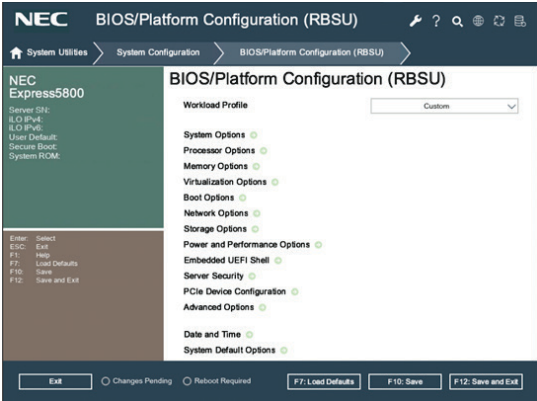 NEC BIOS/Platform Configuration (RBSU)
System Utilities System Configuration BIOS/Platform Configuration (RBSU)
NEC
Express5800
Server SN:
iLO IPv4:
iLO IPv6:
User Default:
Secure Boot:
System ROM:
Enter: Select
ESC: Exit
F1: Help
F7: Load Defaults
F10: Save
F12: Save and Exit
BIOS/Platform Configuration (RBSU)
Workload Profile Custom
System Options
Processor Options
Memory Options
Virtualization Options
Boot Options
Network Options
Storage Options
Power and Performance Options
Embedded UEFI Shell
Server Security
PCIe Device Configuration
Advanced Options
Date and Time
System Default Options
Exit Changes Pending Reboot Required F7: Load Defaults F10: Save F12: Save and Exit